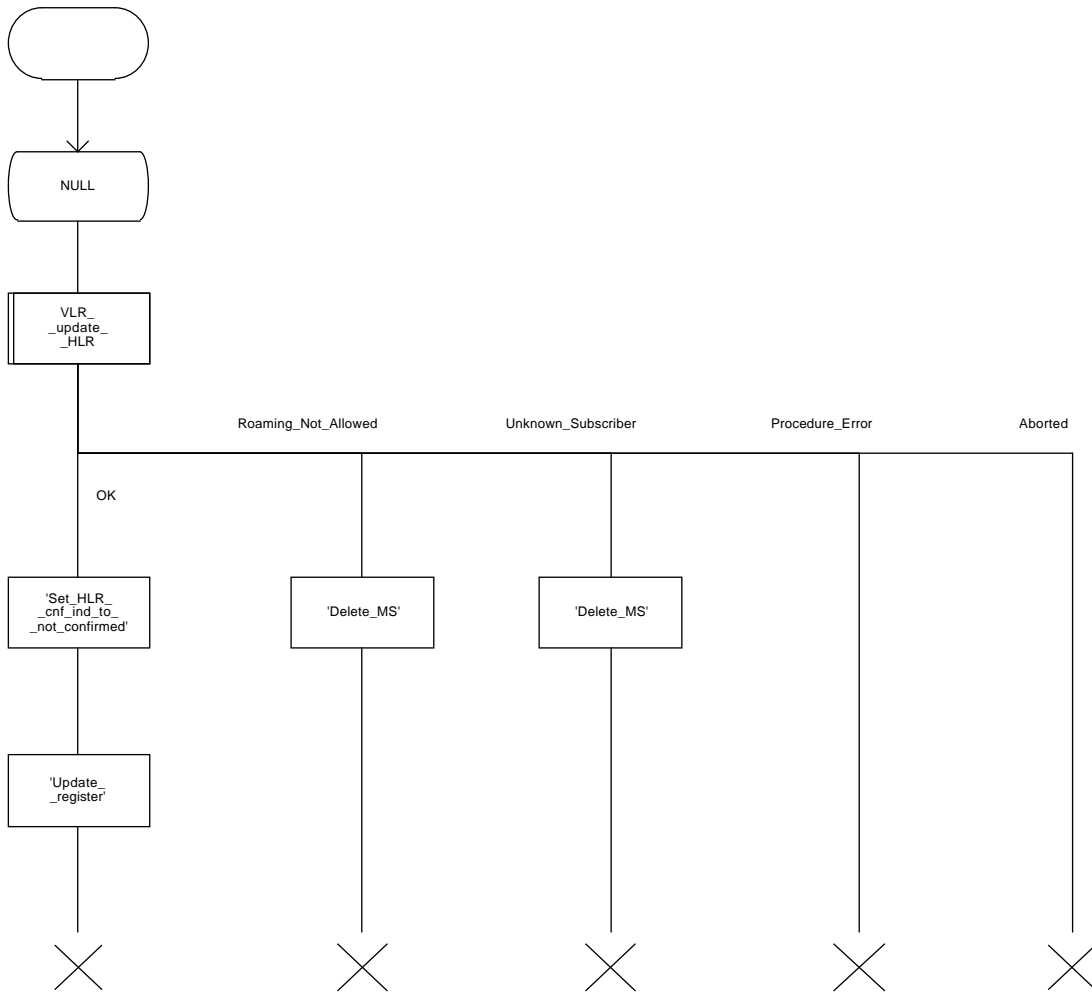 NULL
VLR_
_update_
_HLR
Roaming_Not_Allowed
Unknown_Subscriber
Procedure_Error
Aborted
OK
'Set_HLR_
_cnf_ind_to_
_not_confirmed'
'Delete_MS'
'Delete_MS'
'Update_
_register'